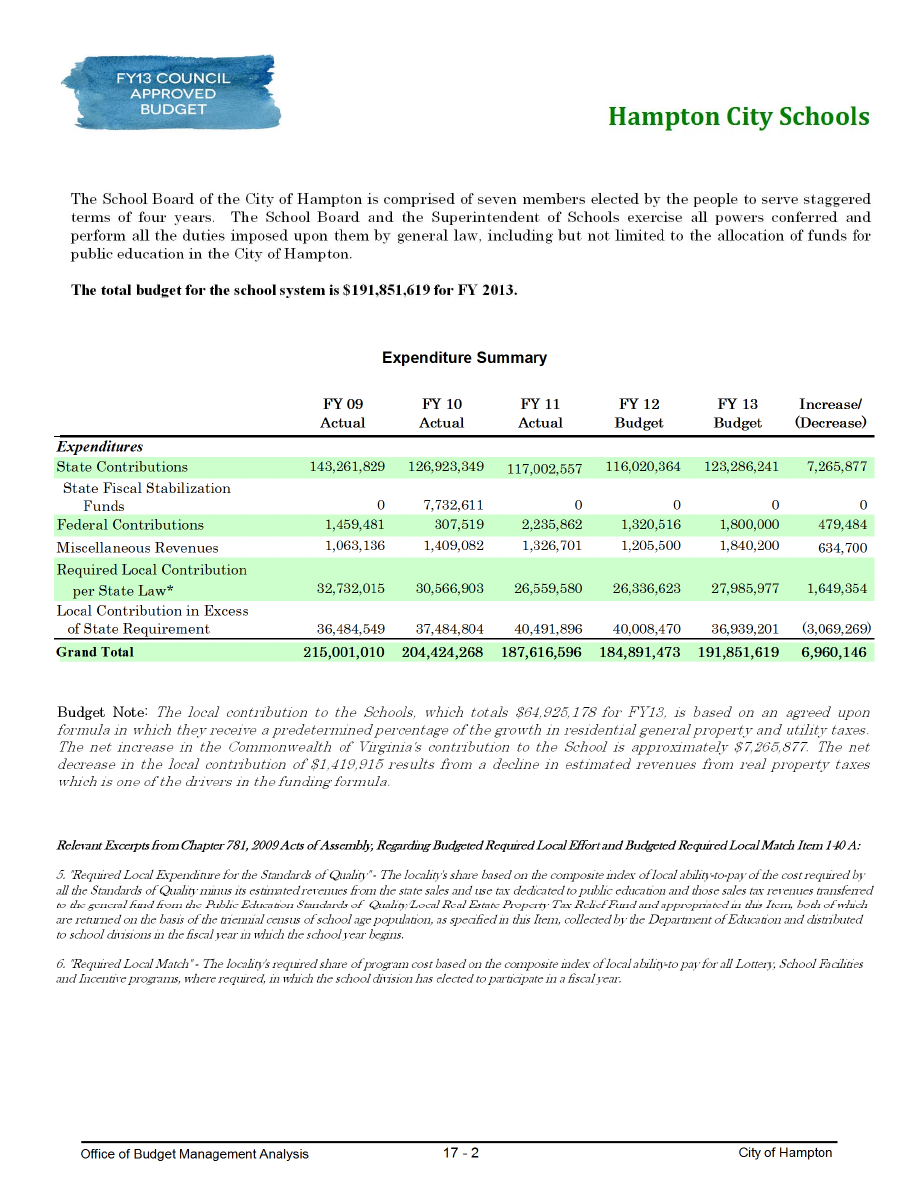 FY13 COUNCIL
APPROVED
BUDGET
Hampton City Schools
The School Board of the City of Hampton is comprised of seven members elected by the people to serve staggered
terms of four years. The School Board and the Superintendent of Schools exercise all powers conferred and
perform all the duties imposed upon them by general law, including but not limited to the allocation of funds for
public education in the City of Hampton.
The total budget for the school system is $191,851,619 for FY 2013.
Expenditure Summary
FY 09 FY 10 FY 11 FY 12 FY 13 Increase/
Actual Actual Actual Budget Budget (Decrease)
Expenditures
State Contributions 143,261,829 126,923,349 117,002,557 116,020,364 123,286,241 7,265,877
State Fiscal Stabilization
Funds 0 7,732,611 0 0 0 0
Federal Contributions 1,459,481 307,519 2,235,862 1,320,516 1,800,000 479,484
Miscellaneous Revenues 1,063,136 1,409,082 1,326,701 1,205,500 1,840,200 634,700
Required Local Contribution
per State Law* 32,732,015 30,566,903 26,559,580 26,336,623 27,985,977 1,649,354
Local Contribution in Excess
of State Requirement 36,484,549 37,484,804 40,491,896 40,008,470 36,939,201 (3,069,269)
Grand Total 215,001,010 204,424,268 187,616,596 184,891,473 191,851,619 6,960,146
Budget Note: The local contribution to the Schools, which totals $64,925,178 for FY13, is based on an agreed upon
formula in which they receive a predetermined percentage of the growth in residential general property and utility taxes.
The net increase in the Commonwealth of Virginia's contribution to the School is approximately $7,265,877. The net
decrease in the local contribution of $1,419,915 results from a decline in estimated revenues from real property taxes
which is one of the drivers in the funding formula.
Relevant Excerpts from Chapter 781, 2009 Acts of Assembly, Regarding Budgeted Required Local Effort and Budgeted Required Local Match Item 140 A:
5. "Required Local Expenditure for the Standards of Quality" - The locality's share based on the composite index of local ability-to-pay of the cost required by
all the Standards of Quality minus its estimated revenues from the state sales and use tax dedicated to public education and those sales tax revenues transferred
to the general fund from the Public Education Standards of Quality/Local Real Estate Property Tax Relief Fund and appropriated in this Item, both of which
are returned on the basis of the triennial census of school age population, as specified in this Item, collected by the Department of Education and distributed
to school divisions in the fiscal year in which the school year begins.
6. "Required Local Match" - The locality's required share of program cost based on the composite index of local ability-to pay for all Lottery, School Facilities
and Incentive programs, where required, in which the school division has elected to participate in a fiscal year.
Office of Budget Management Analysis 17 - 2 City of Hampton